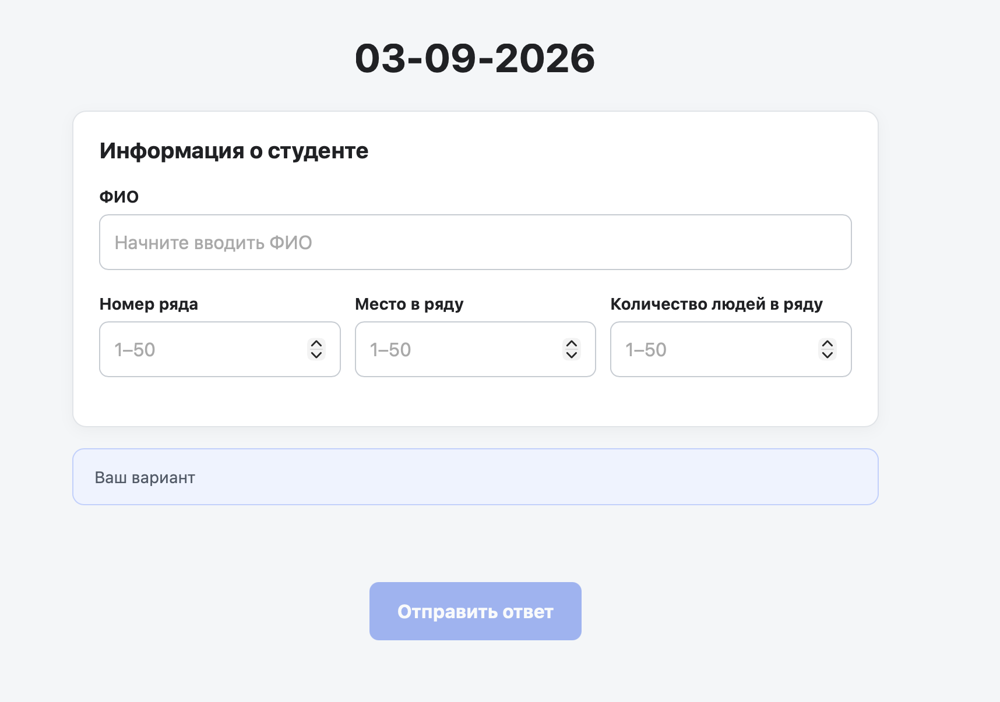 03-09-2026
Информация о студенте
ФИО
Начните вводить ФИО
Номер ряда Место в ряду Количество людей в ряду
1–50 1–50 1–50
Ваш вариант
Отправить ответ